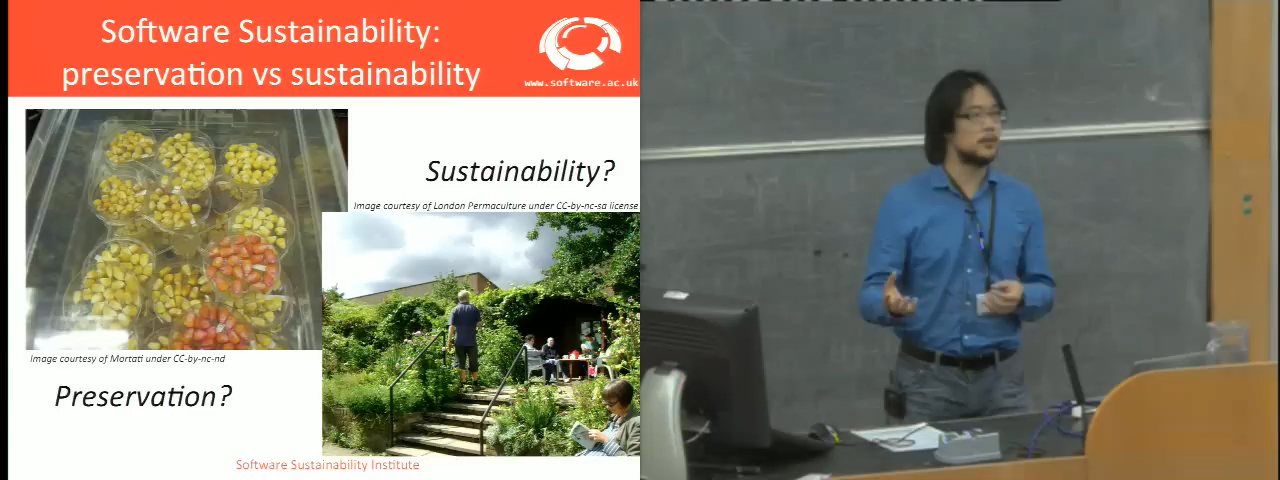 Software Sustainability:
preservation vs sustainability
www.software.ac.uk
Sustainability?
Image courtesy of London Permaculture under CC-by-nc-sa license
Image courtesy of Mortati under CC-by-nc-nd
Preservation?
Software Sustainability Institute